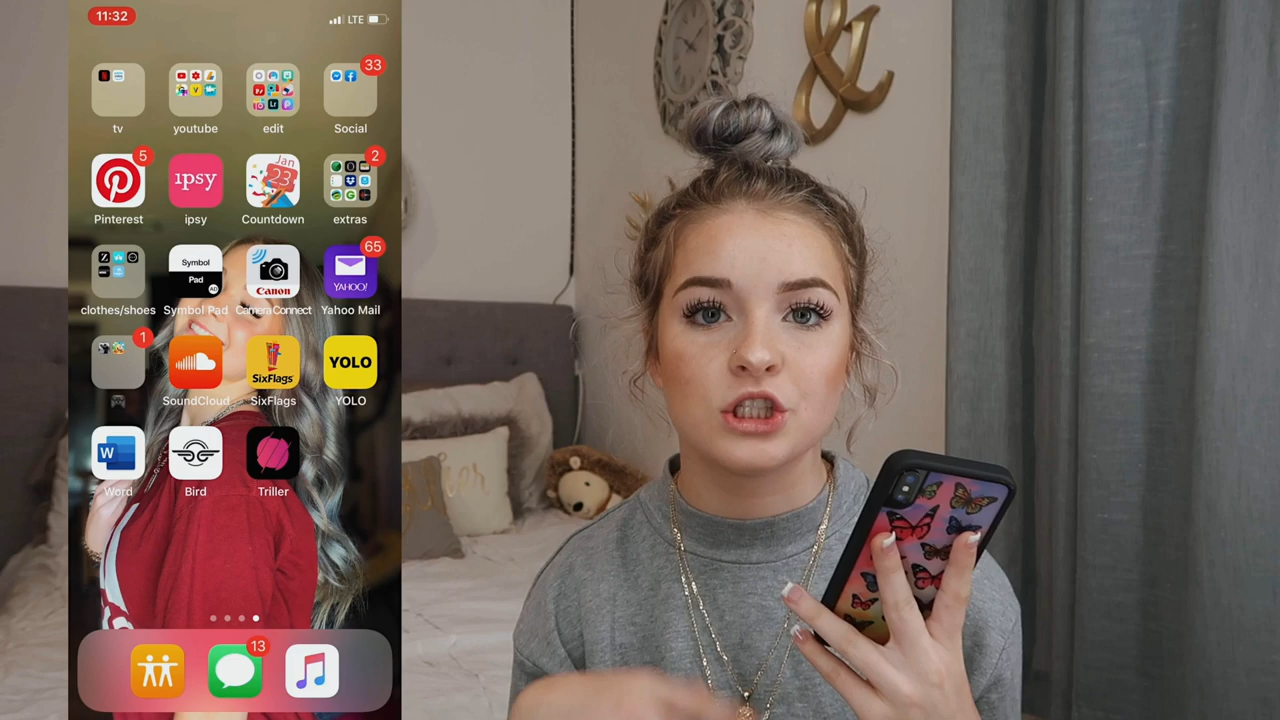 11:32
LTE
33
tv
youtube
edit
Social
5
Jan
23
2
ipsy
Pinterest
ipsy
Countdown
extras
65
Symbol
Pad
AD
Canon
YAHOO!
clothes/shoes
Symbol Pad
CameraConnect
Yahoo Mail
1
SixFlags
YOLO
SoundCloud
SixFlags
YOLO
W
Word
Bird
Triller
13
&